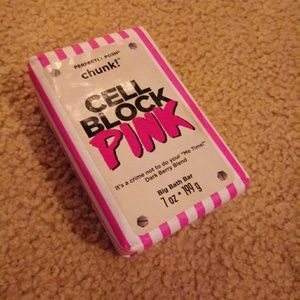 PERFECTLY POSH
chunk!
CELL
BLOCK
PINK
It's a crime not to do your "Me Time!"
Dark Berry Blend
Big Bath Bar
7 oz • 199 g